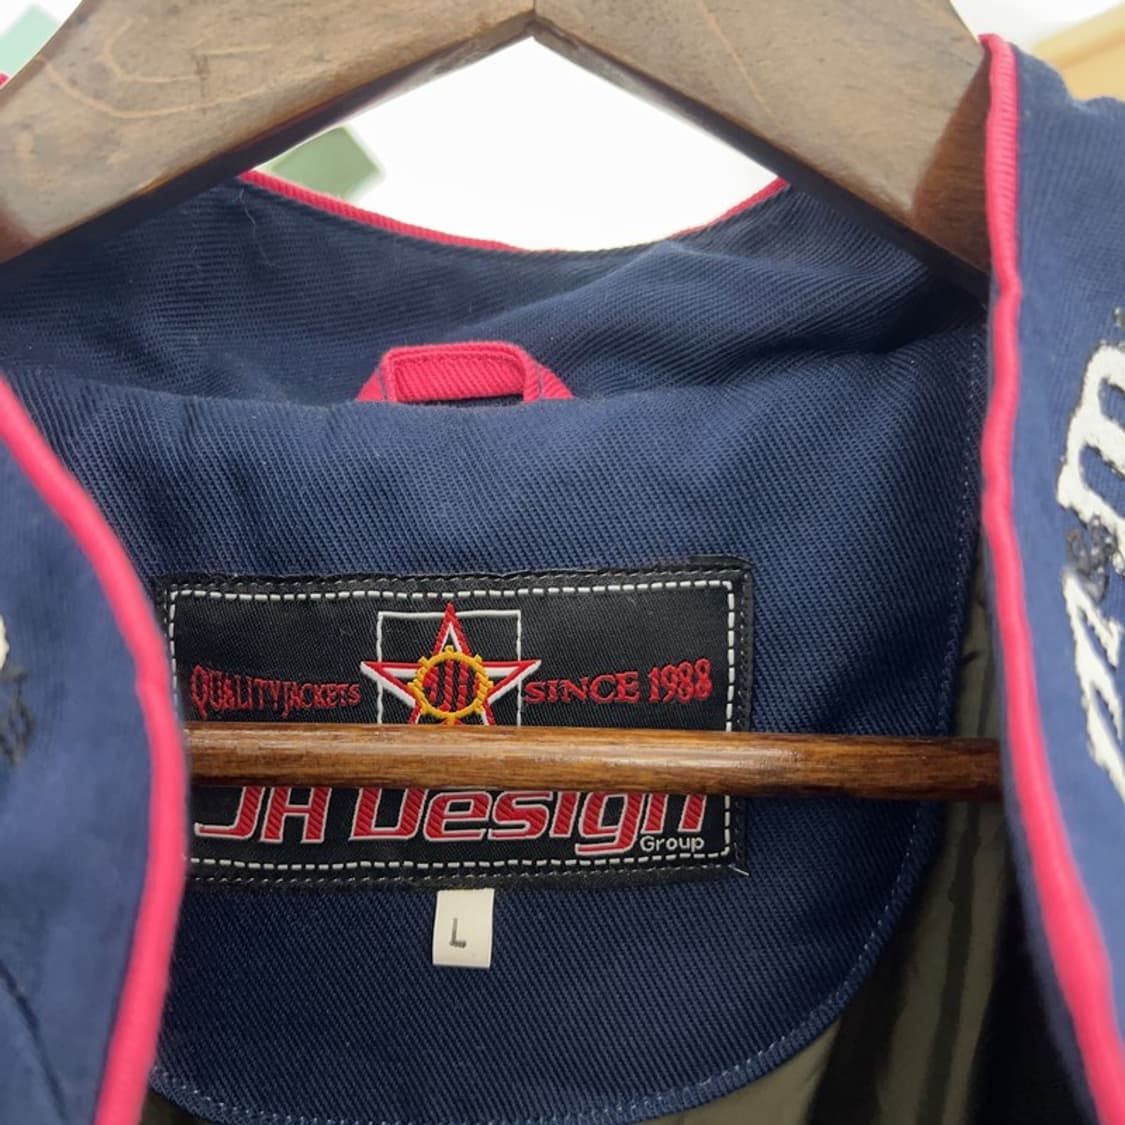 QUALITY JACKETS SINCE 1988
JH Design
Group
L